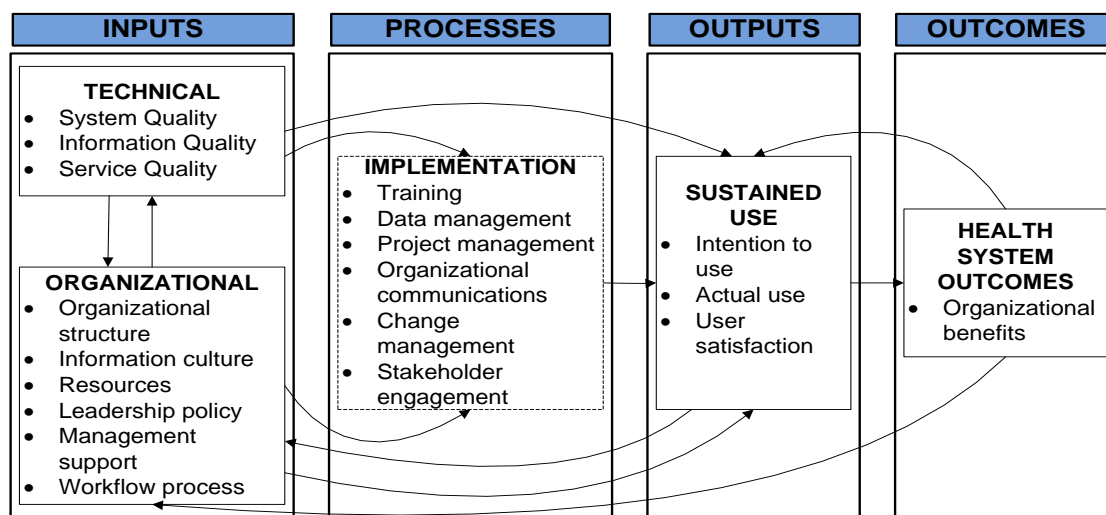 INPUTS
PROCESSES
OUTPUTS
OUTCOMES
TECHNICAL
• System Quality
• Information Quality
• Service Quality
ORGANIZATIONAL
• Organizational
structure
• Information culture
• Resources
• Leadership policy
• Management
support
• Workflow process
IMPLEMENTATION
• Training
• Data management
• Project management
• Organizational
communications
• Change
management
• Stakeholder
engagement
SUSTAINED
USE
• Intention to
use
• Actual use
• User
satisfaction
HEALTH
SYSTEM
OUTCOMES
• Organizational
benefits